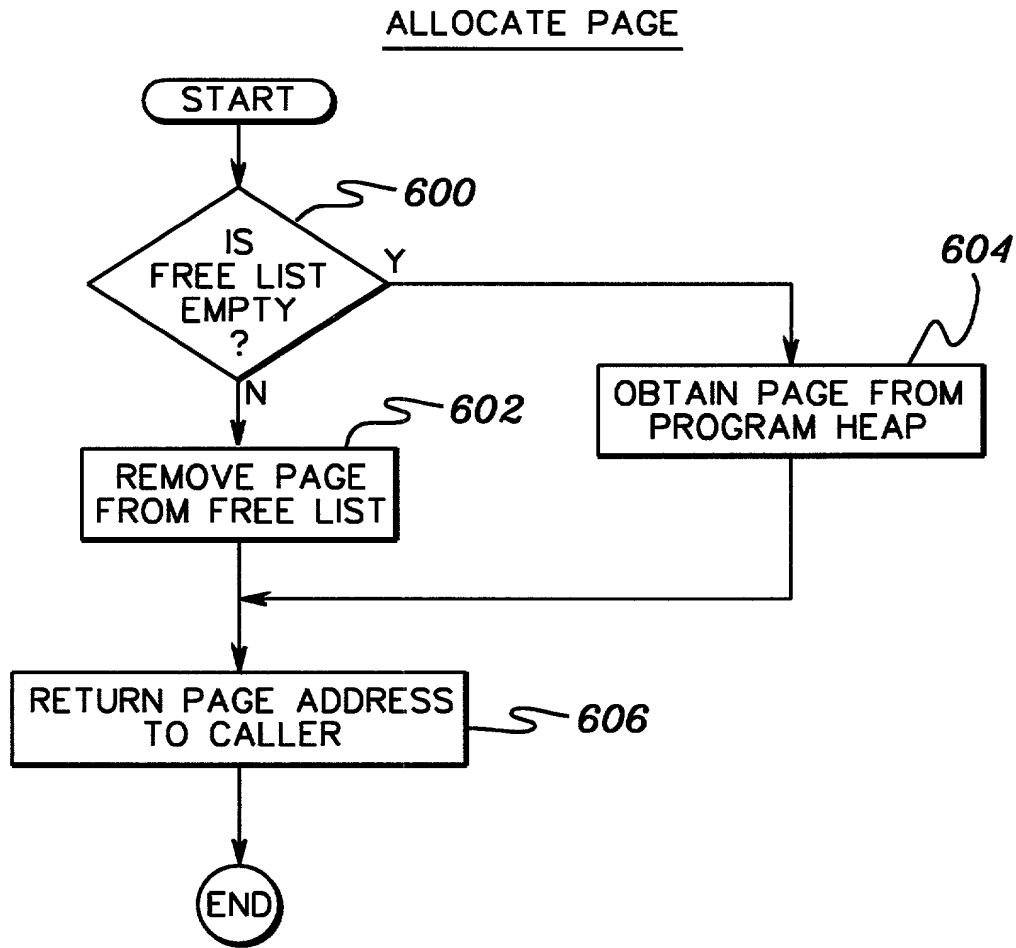 ALLOCATE PAGE
START
600
IS
FREE LIST
EMPTY
?
Y
N
604
OBTAIN PAGE FROM
PROGRAM HEAP
602
REMOVE PAGE
FROM FREE LIST
RETURN PAGE ADDRESS
TO CALLER
606
END